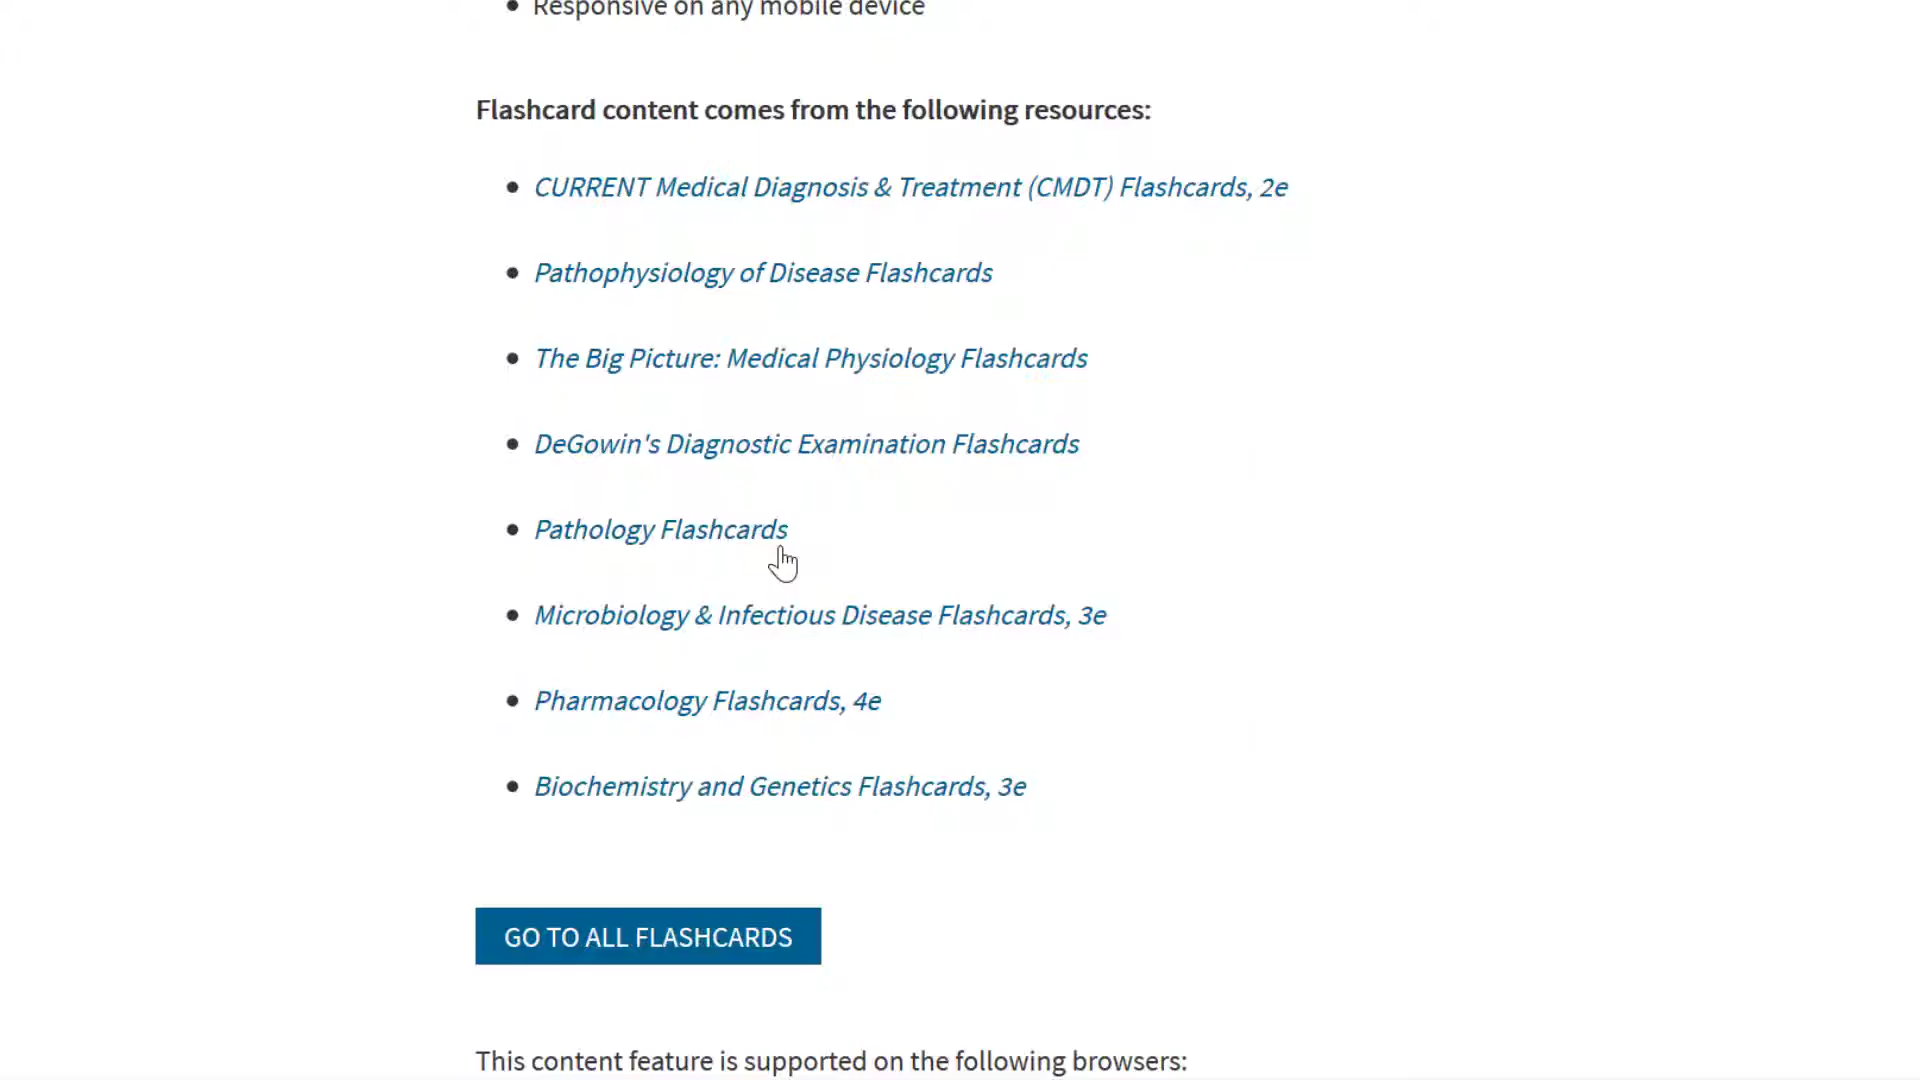 Responsive on any mobile device
Flashcard content comes from the following resources:
CURRENT Medical Diagnosis & Treatment (CMDT) Flashcards, 2e
Pathophysiology of Disease Flashcards
The Big Picture: Medical Physiology Flashcards
DeGowin's Diagnostic Examination Flashcards
Pathology Flashcards
Microbiology & Infectious Disease Flashcards, 3e
Pharmacology Flashcards, 4e
Biochemistry and Genetics Flashcards, 3e
GO TO ALL FLASHCARDS
This content feature is supported on the following browsers: